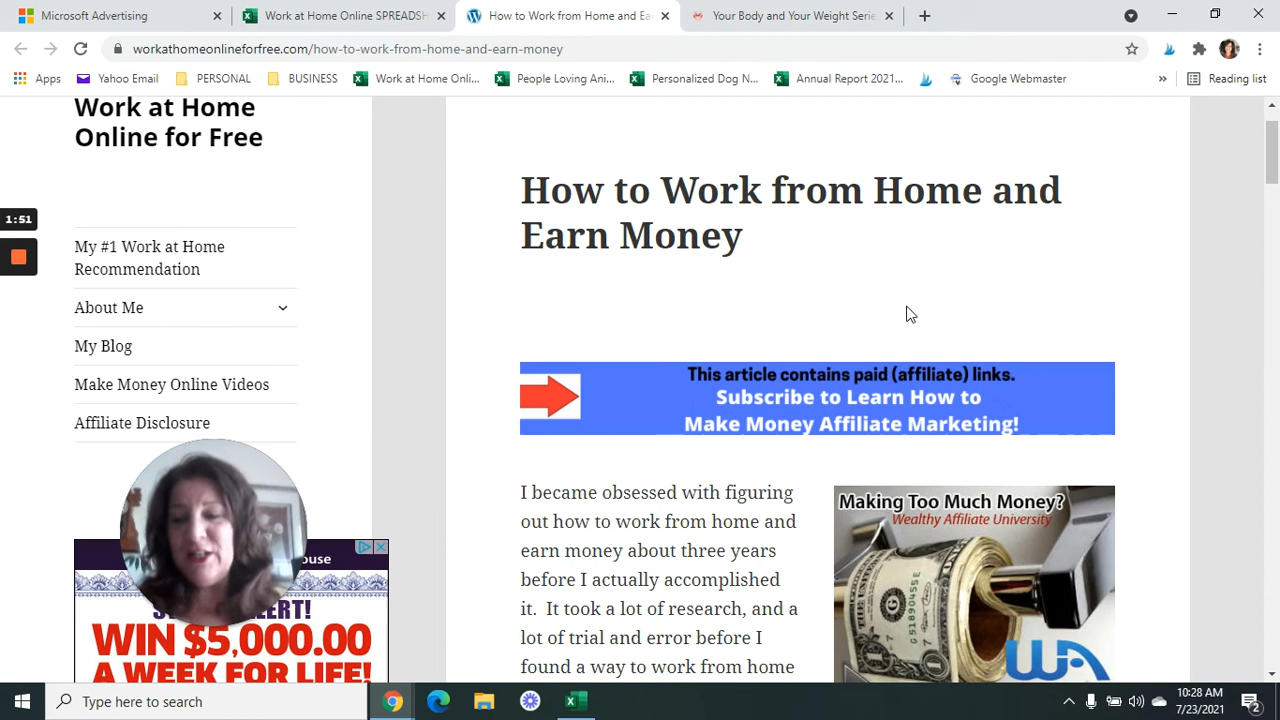 Microsoft Advertising
Work at Home Online SPREADSH
How to Work from Home and Ea
Your Body and Your Weight Serie
workathomeonlineforfree.com/how-to-work-from-home-and-earn-money
Apps
Yahoo Email
PERSONAL
BUSINESS
Work at Home Onlin...
People Loving Ani...
Personalized Dog N...
Annual Report 2021...
Google Webmaster
»
Reading list
Work at Home
Online for Free
1:51
My #1 Work at Home
Recommendation
About Me
My Blog
Make Money Online Videos
Affiliate Disclosure
How to Work from Home and
Earn Money
This article contains paid (affiliate) links.
Subscribe to Learn How to
Make Money Affiliate Marketing!
I became obsessed with figuring
out how to work from home and
earn money about three years
before I actually accomplished
it. It took a lot of research, and a
lot of trial and error before I
found a way to work from home
Making Too Much Money?
Wealthy Affiliate University
G51890455E
WA
WIN $5,000.00
A WEEK FOR LIFE!
Type here to search
10:28 AM
7/23/2021
2